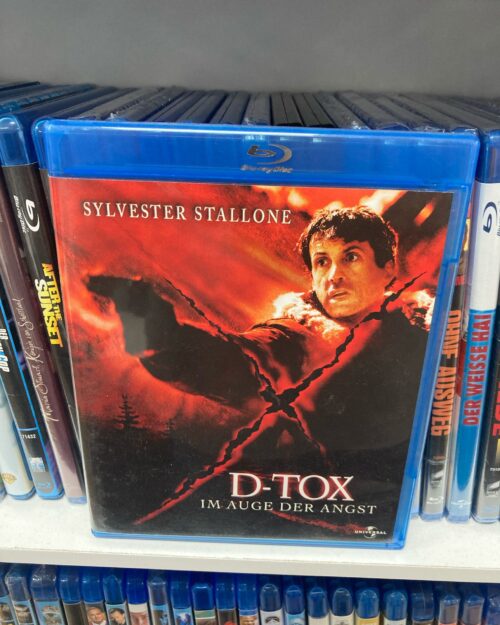 Blu-ray Disc
SYLVESTER STALLONE
D-TOX
IM AUGE DER ANGST
UNIVERSAL
AFTER THE
SUNSET
OHNE AUSWEG
DER WEISSE HAI